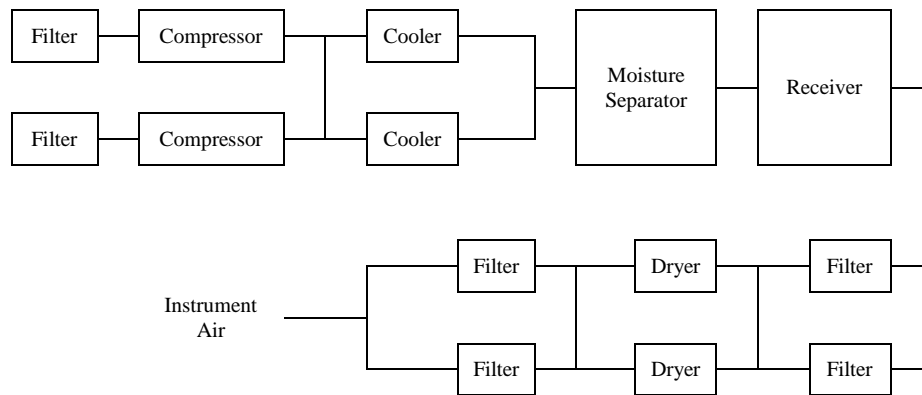 Filter
Compressor
Cooler
Moisture
Separator
Receiver
Filter
Compressor
Cooler
Filter
Dryer
Filter
Instrument
Air
Filter
Dryer
Filter